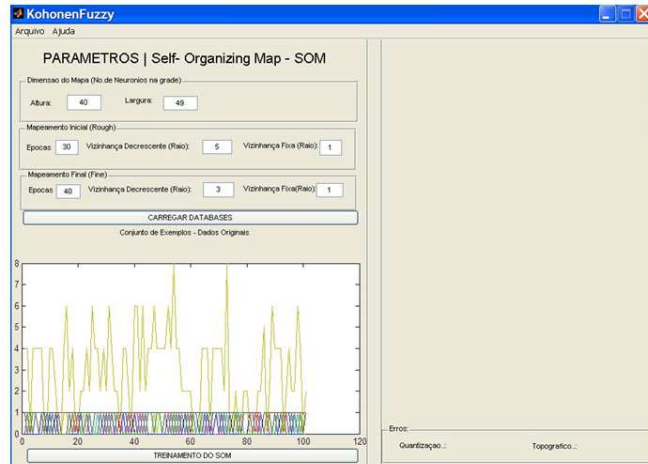 KohonenFuzzy
Arquivo Ajuda
PARAMETROS | Self- Organizing Map - SOM
Dimensao do Mapa (No.de Neuronios na grade)
Altura: 40 Largura: 49
Mapeamento Inicial (Rough)
Epocas 30 Vizinhança Decrescente (Raio): 5 Vizinhança Fixa (Raio): 1
Mapeamento Final (Fine)
Epocas 40 Vizinhança Decrescente (Raio): 3 Vizinhança Fixa(Raio): 1
CARREGAR DATABASES
Conjunto de Exemplos - Dados Originais
8
7
6
5
4
3
2
1
0
0 20 40 60 80 100 120
TREINAMENTO DO SOM
Erros:
Quantizaçao..: Topografico..: